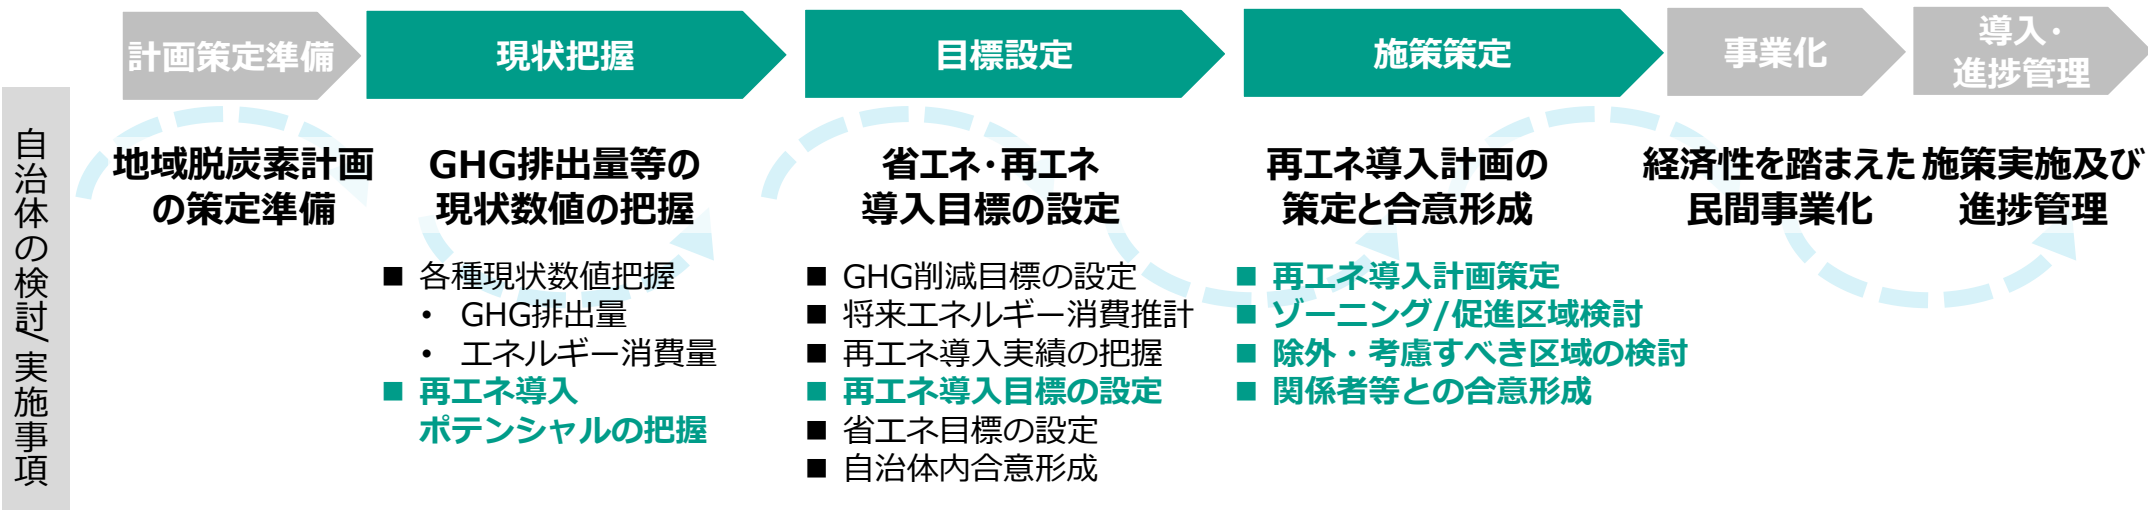 計画策定準備
現状把握
目標設定
施策策定
事業化
導入・
進捗管理
自治体の検討/実施事項
地域脱炭素計画
の策定準備
GHG排出量等の
現状数値の把握
■ 各種現状数値把握
• GHG排出量
• エネルギー消費量
■ 再エネ導入
ポテンシャルの把握
省エネ・再エネ
導入目標の設定
■ GHG削減目標の設定
■ 将来エネルギー消費推計
■ 再エネ導入実績の把握
■ 再エネ導入目標の設定
■ 省エネ目標の設定
■ 自治体内合意形成
再エネ導入計画の
策定と合意形成
■ 再エネ導入計画策定
■ ゾーニング/促進区域検討
■ 除外・考慮すべき区域の検討
■ 関係者等との合意形成
経済性を踏まえた
民間事業化
施策実施及び
進捗管理